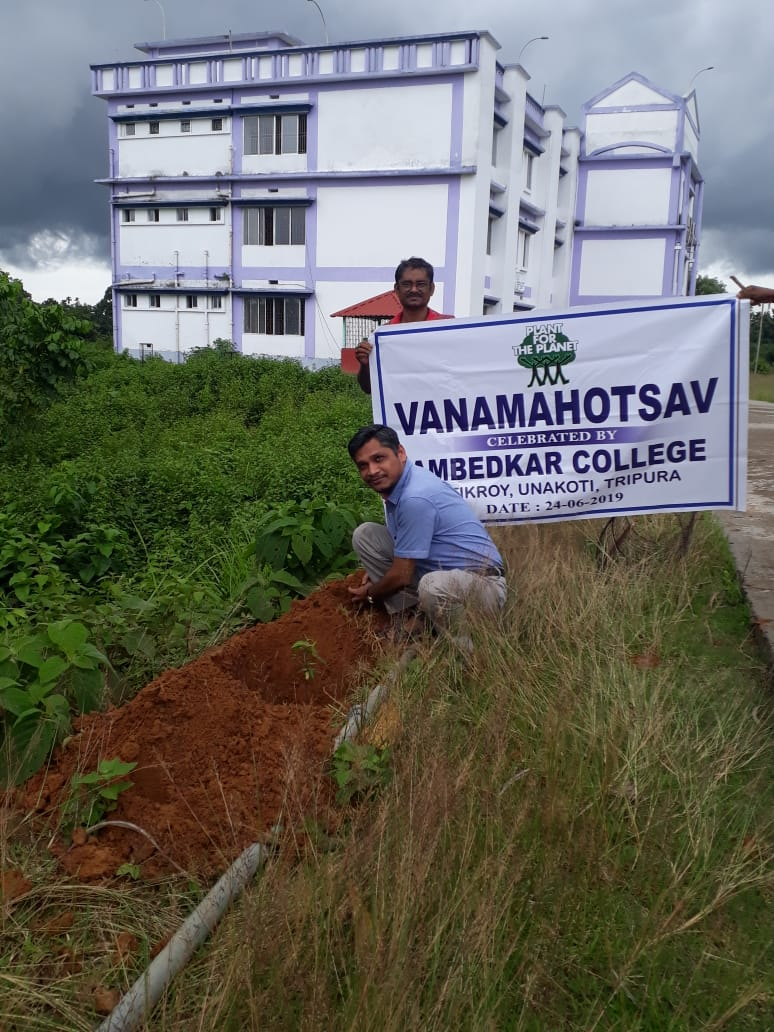 PLANT
FOR
THE PLANET
VANAMAHOTSAV
CELEBRATED BY
AMBEDKAR COLLEGE
UNAKOTI, TRIPURA
DATE : 24-06-2019